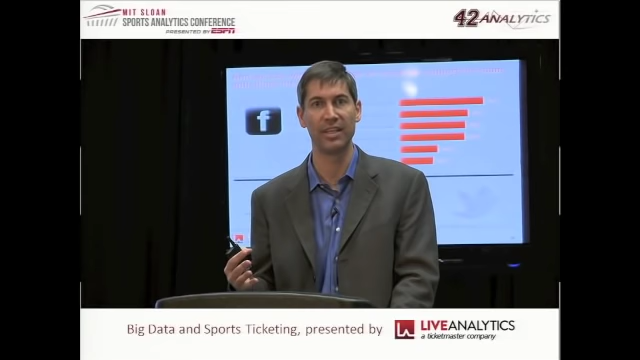 MIT SLOAN
SPORTS ANALYTICS CONFERENCE
PRESENTED BY ESPN
42 ANALYTICS
f
Big Data and Sports Ticketing, presented by
LIVEANALYTICS
a ticketmaster company